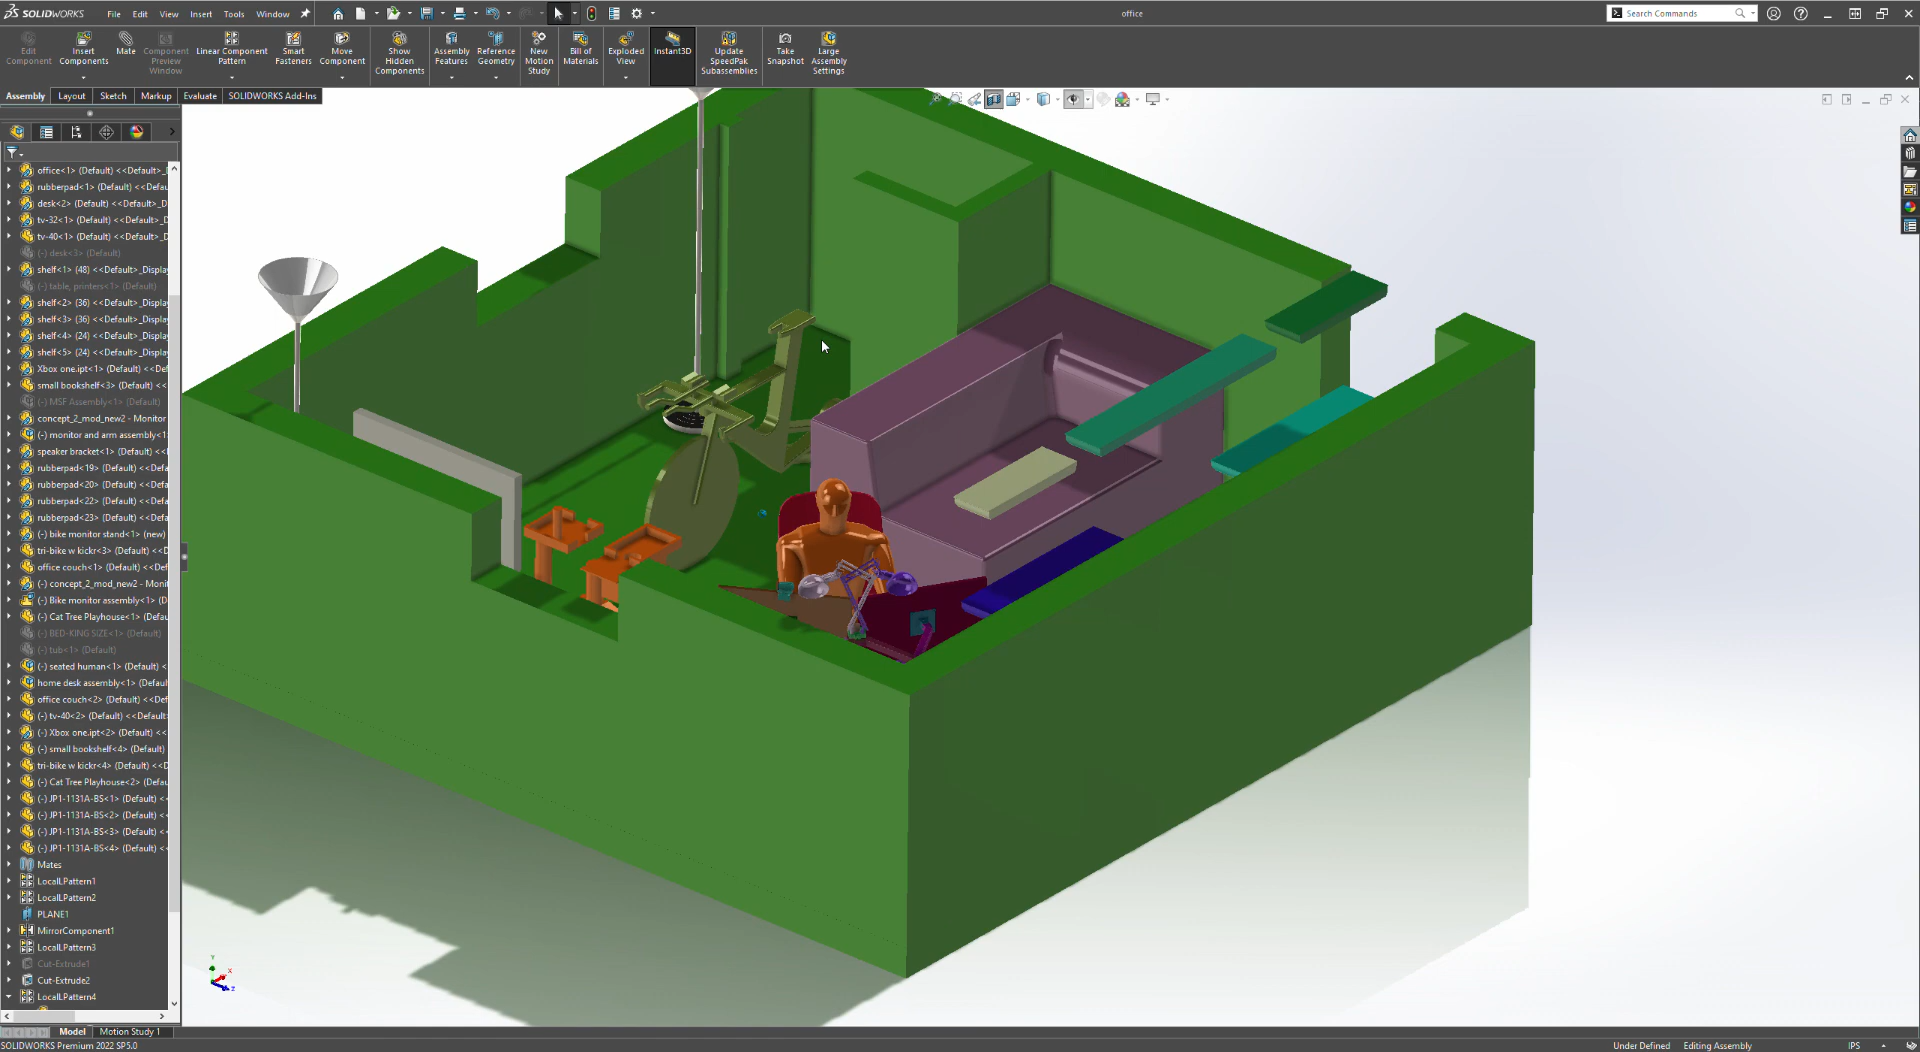 SOLIDWORKS
File Edit View Insert Tools Window
office
Search Commands
Edit Component
Insert Components
Mate
Component Preview Window
Linear Component Pattern
Smart Fasteners
Move Component
Show Hidden Components
Assembly Features
Reference Geometry
New Motion Study
Bill of Materials
Exploded View
Instant3D
Update SpeedPak Subassemblies
Take Snapshot
Large Assembly Settings
Assembly Layout Sketch Markup Evaluate SOLIDWORKS Add-Ins
office<1> (Default) <<Default>_
rubberpad<1> (Default) <<Defau
desk<2> (Default) <<Default>_D
tv-32<1> (Default) <<Default>_D
tv-40<1> (Default) <<Default>_D
(-) desk<3> (Default)
shelf<1> (48) <<Default>_Display
(-) table, printers<1> (Default)
shelf<2> (36) <<Default>_Display
shelf<3> (36) <<Default>_Display
shelf<4> (24) <<Default>_Display
shelf<5> (24) <<Default>_Display
Xbox one.ipt<1> (Default) <<
small bookshelf<3> (Default) <<
(-) MSF Assembly<1> (Default)
concept_2_mod_new2 - Monitor
(-) monitor and arm assembly<1
speaker bracket<1> (Default) <<
rubberpad<19> (Default) <<Defa
rubberpad<20> (Default) <<Defa
rubberpad<22> (Default) <<Defa
rubberpad<23> (Default) <<Defa
(-) bike monitor stand<1> (new)
tri-bike w kickr<3> (Default) <<D
office couch<1> (Default) <<Def
(-) concept_2_mod_new2 - Monit
(-) Bike monitor assembly<1> (D
(-) Cat Tree Playhouse<1> (Defau
(-) BED-KING SIZE<1> (Default)
(-) tub<1> (Default)
(-) seated human<1> (Default) <
home desk assembly<1> (Default)
office couch<2> (Default) <<Def
(-) tv-40<2> (Default) <<Default
(-) Xbox one.ipt<2> (Default) <<
(-) small bookshelf<4> (Default)
tri-bike w kickr<4> (Default) <<D
(-) Cat Tree Playhouse<2> (Defau
(-) JP1-1131A-BS<1> (Default) <<
(-) JP1-1131A-BS<2> (Default) <<
(-) JP1-1131A-BS<3> (Default) <<
(-) JP1-1131A-BS<4> (Default) <<
Mates
LocalLPattern1
LocalLPattern2
PLANE1
MirrorComponent1
LocalLPattern3
Cut-Extrude1
Cut-Extrude2
LocalLPattern4
Y
X
Z
Model Motion Study 1
SOLIDWORKS Premium 2022 SP5.0
Under Defined Editing Assembly IPS